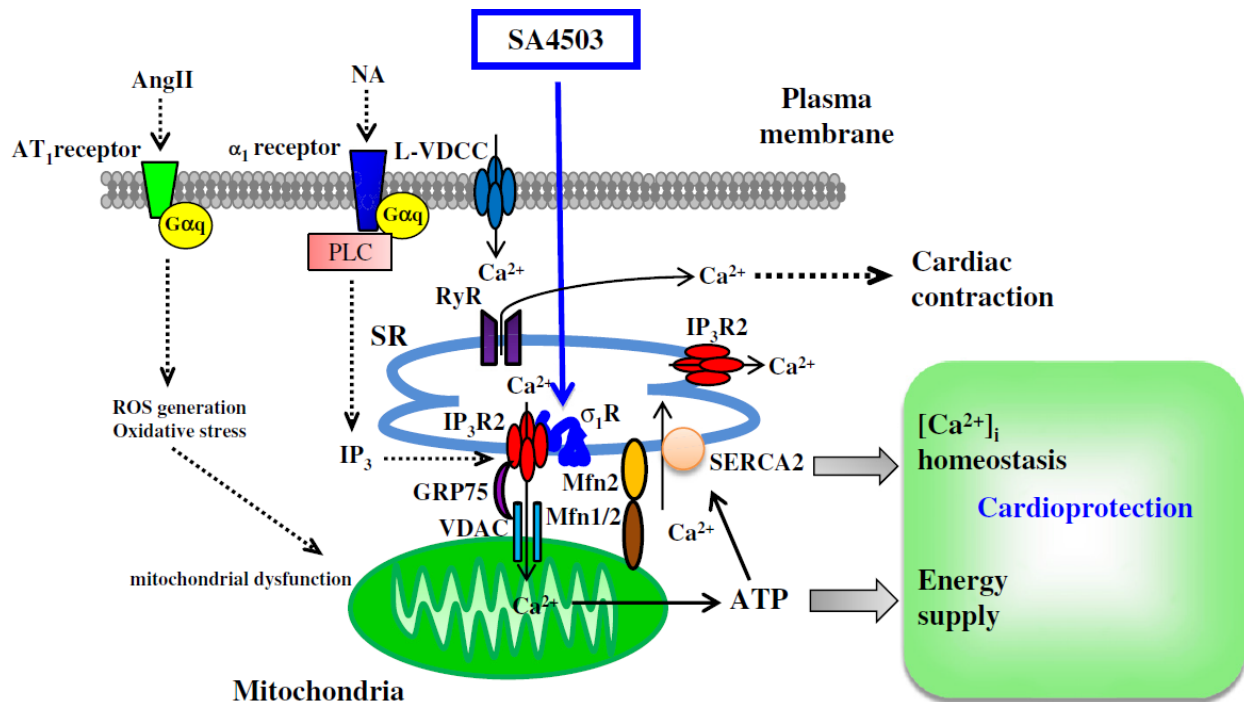 SA4503
AngII
NA
Plasma
membrane
AT₁receptor
α₁ receptor
L-VDCC
Gαq
Gαq
PLC
Ca²⁺
RyR
Ca²⁺
Cardiac
contraction
SR
IP₃R2
Ca²⁺
Ca²⁺
ROS generation
Oxidative stress
IP₃R2
σ₁R
[Ca²⁺]ᵢ
homeostasis
IP₃
SERCA2
GRP75
Mfn2
Cardioprotection
VDAC
Mfn1/2
Ca²⁺
mitochondrial dysfunction
Ca²⁺
ATP
Energy
supply
Mitochondria